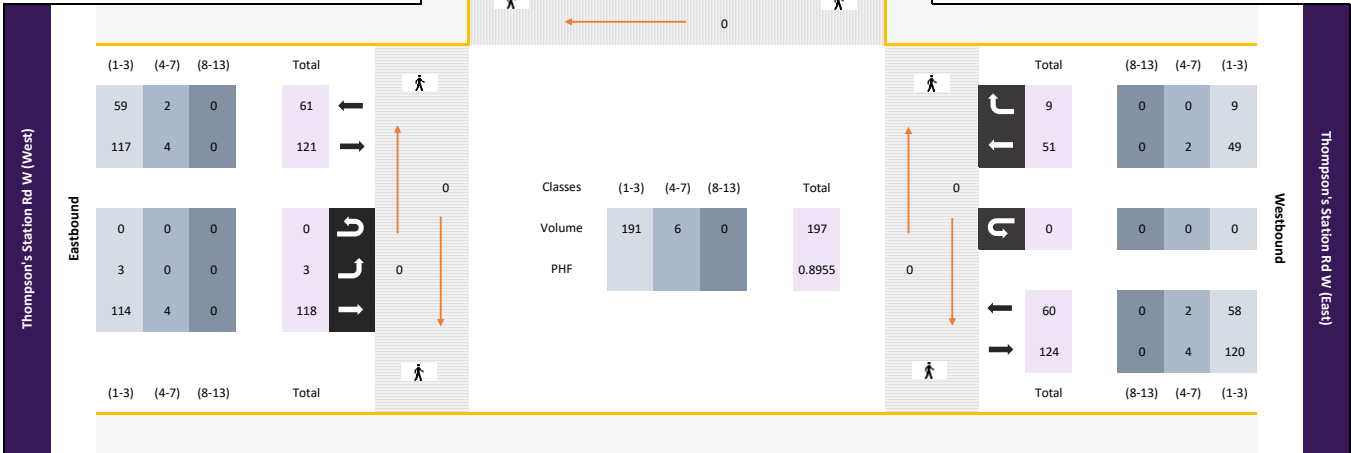 0
(1-3) (4-7) (8-13) Total
59 2 0 61
117 4 0 121
0 0 0 0
3 0 0 3
114 4 0 118
(1-3) (4-7) (8-13) Total
Thompson's Station Rd W (West)
Eastbound
0
0
Classes (1-3) (4-7) (8-13) Total
Volume 191 6 0 197
PHF 0.8955
0
0
Total (8-13) (4-7) (1-3)
9 0 0 9
51 0 2 49
0 0 0 0
60 0 2 58
124 0 4 120
Total (8-13) (4-7) (1-3)
Westbound
Thompson's Station Rd W (East)